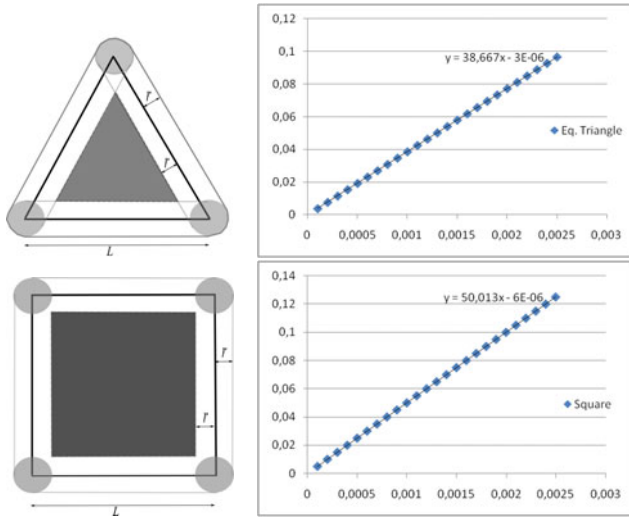 r
r
L
0,12
0,1
0,08
0,06
0,04
0,02
0
y = 38,667x - 3E-06
Eq. Triangle
0 0,0005 0,001 0,0015 0,002 0,0025 0,003
r
r
L
0,14
0,12
0,1
0,08
0,06
0,04
0,02
0
y = 50,013x - 6E-06
Square
0 0,0005 0,001 0,0015 0,002 0,0025 0,003